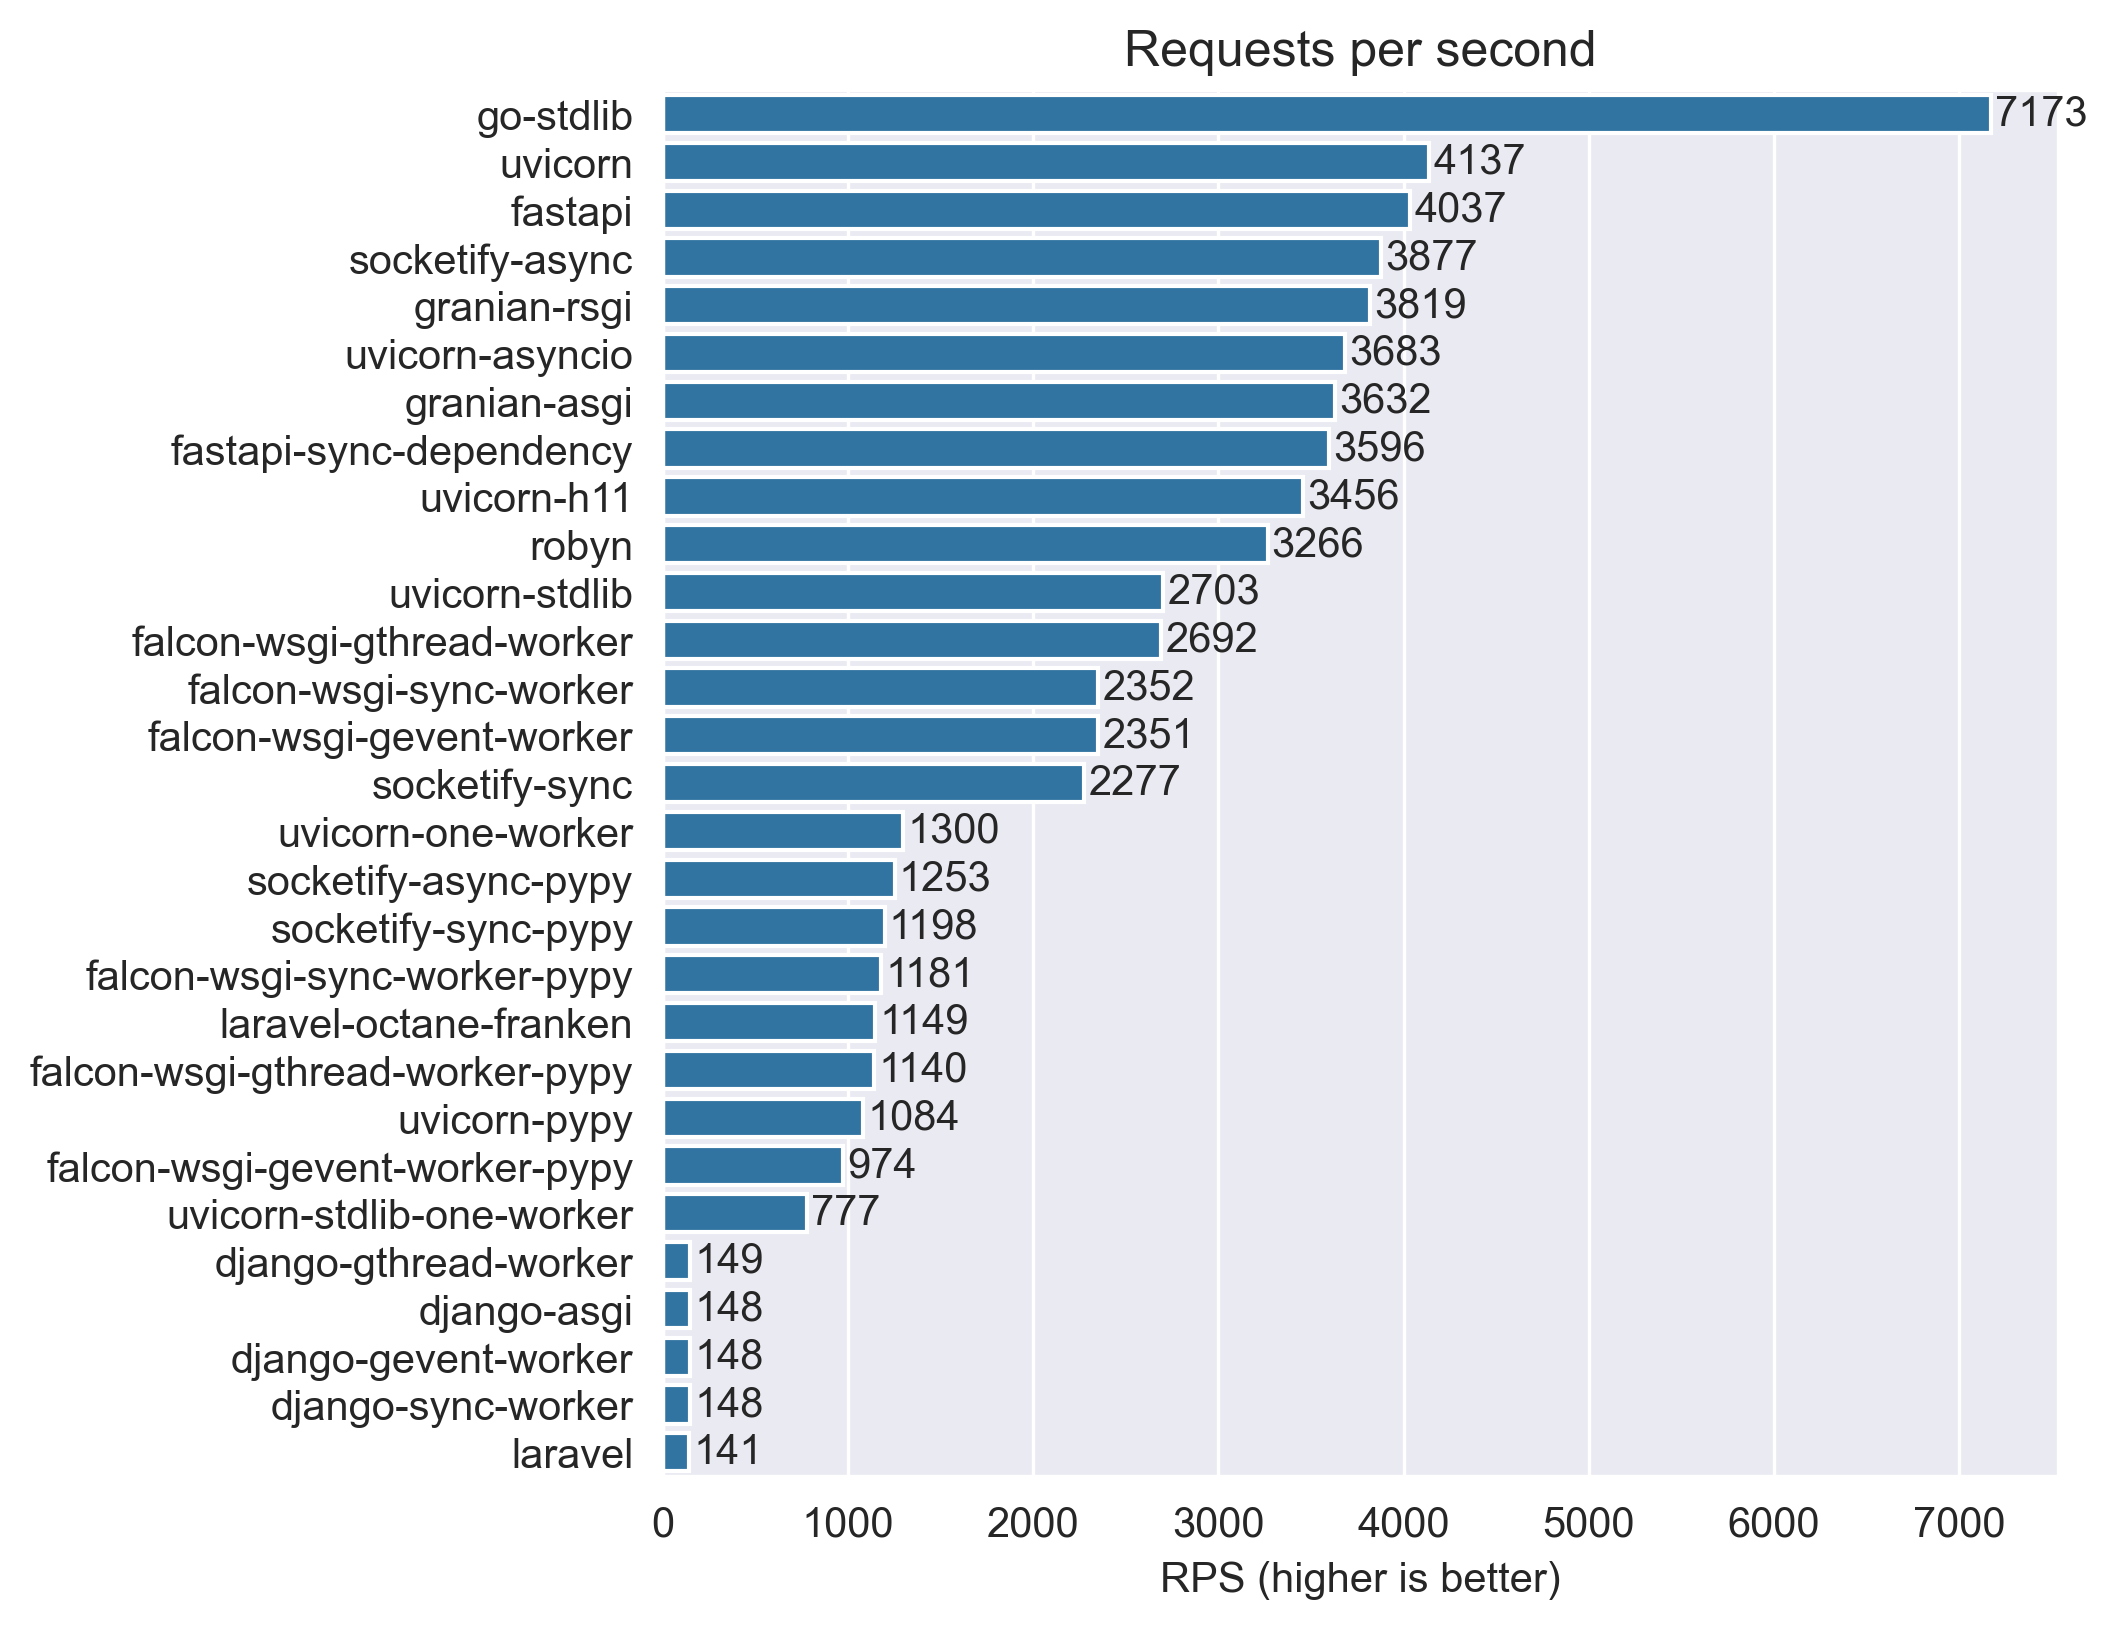 Requests per second
go-stdlib 7173
uvicorn 4137
fastapi 4037
socketify-async 3877
granian-rsgi 3819
uvicorn-asyncio 3683
granian-asgi 3632
fastapi-sync-dependency 3596
uvicorn-h11 3456
robyn 3266
uvicorn-stdlib 2703
falcon-wsgi-gthread-worker 2692
falcon-wsgi-sync-worker 2352
falcon-wsgi-gevent-worker 2351
socketify-sync 2277
uvicorn-one-worker 1300
socketify-async-pypy 1253
socketify-sync-pypy 1198
falcon-wsgi-sync-worker-pypy 1181
laravel-octane-franken 1149
falcon-wsgi-gthread-worker-pypy 1140
uvicorn-pypy 1084
falcon-wsgi-gevent-worker-pypy 974
uvicorn-stdlib-one-worker 777
django-gthread-worker 149
django-asgi 148
django-gevent-worker 148
django-sync-worker 148
laravel 141
0 1000 2000 3000 4000 5000 6000 7000
RPS (higher is better)